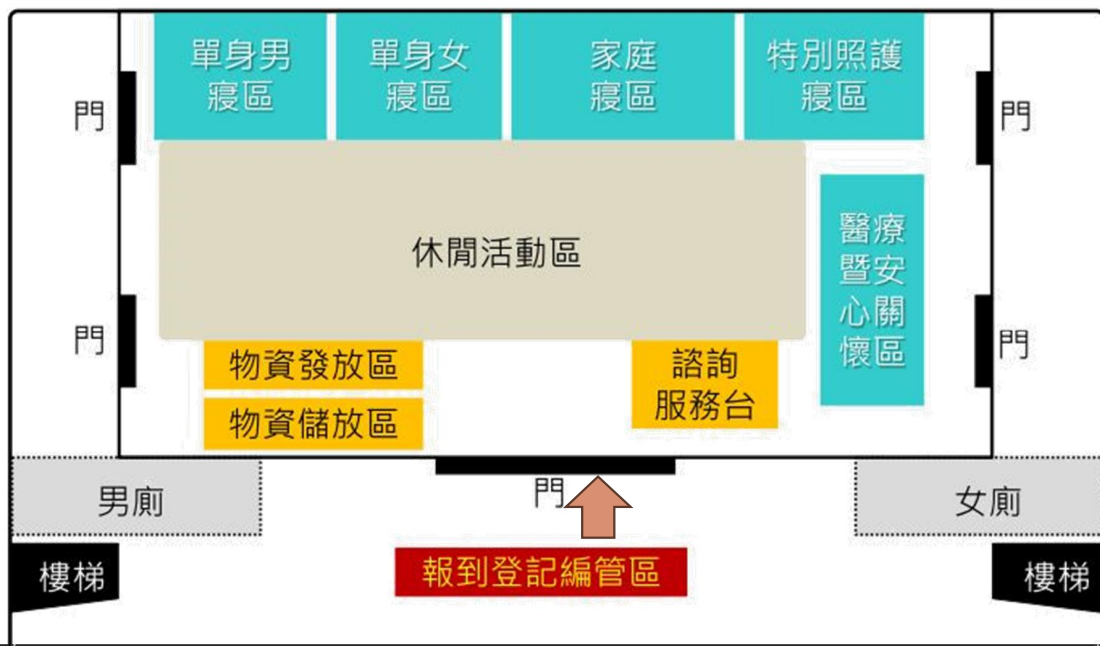 單身男
寢區
單身女
寢區
家庭
寢區
特別照護
寢區
門
門
休閒活動區
醫療
暨安
心關
懷區
門
門
物資發放區
物資儲放區
諮詢
服務台
男廁
門
女廁
樓梯
報到登記編管區
樓梯